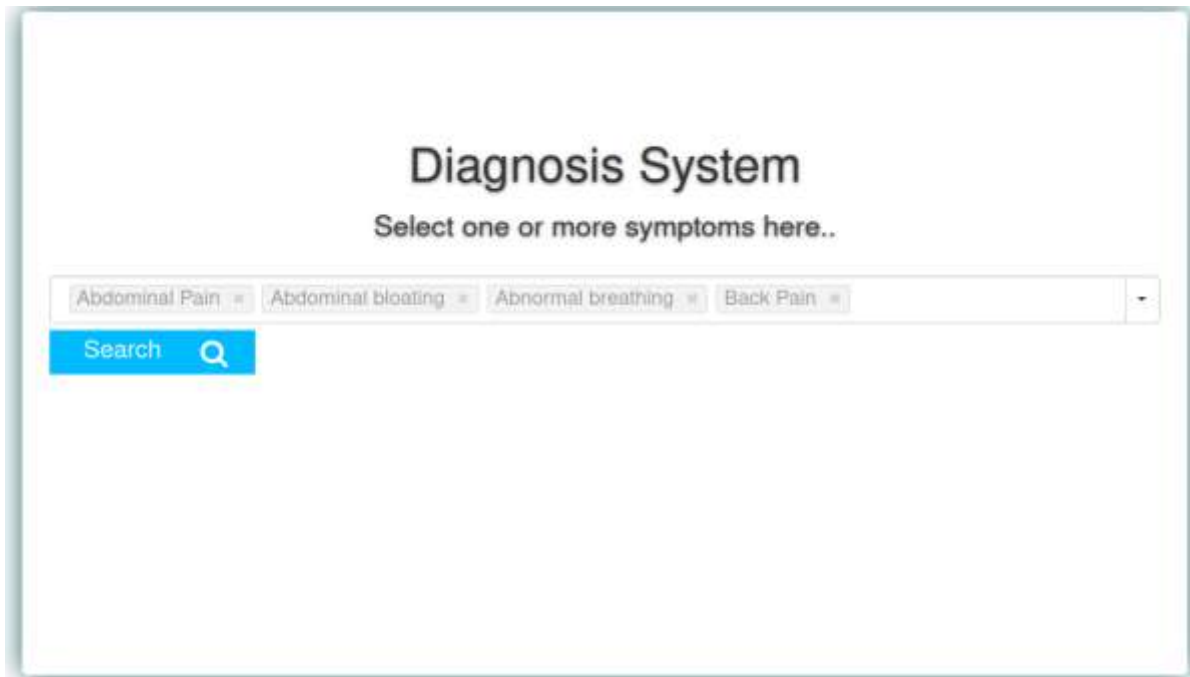 Diagnosis System
Select one or more symptoms here..
Abdominal Pain × Abdominal bloating × Abnormal breathing × Back Pain ×
Search